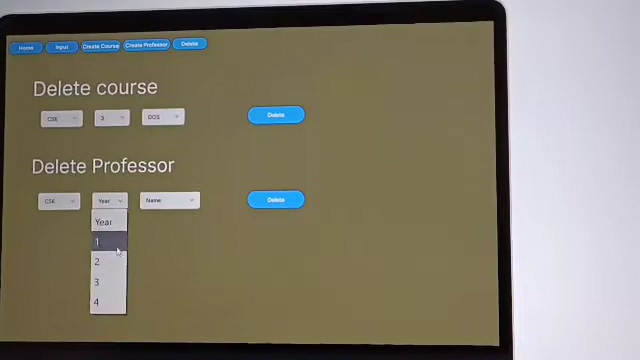 Home Input Create Course Create Professor Delete
Delete course
CSE 3 DOS Delete
Delete Professor
CSE Year Name Delete
Year
1
2
3
4